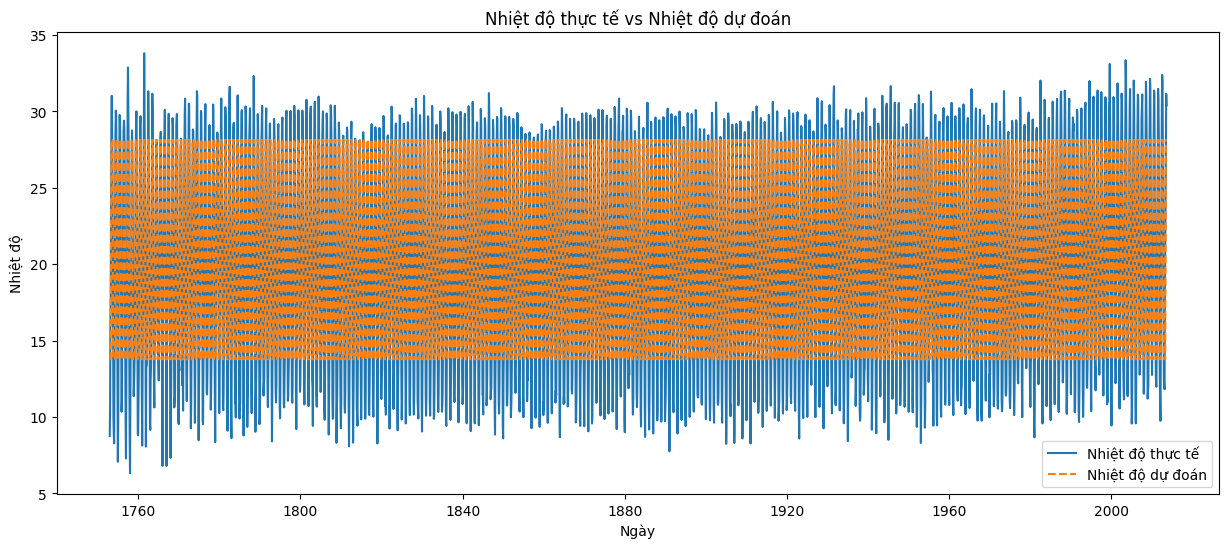 Nhiệt độ thực tế vs Nhiệt độ dự đoán
35
30
25
20
15
10
5
Nhiệt độ
1760
1800
1840
1880
1920
1960
2000
Ngày
Nhiệt độ thực tế
Nhiệt độ dự đoán